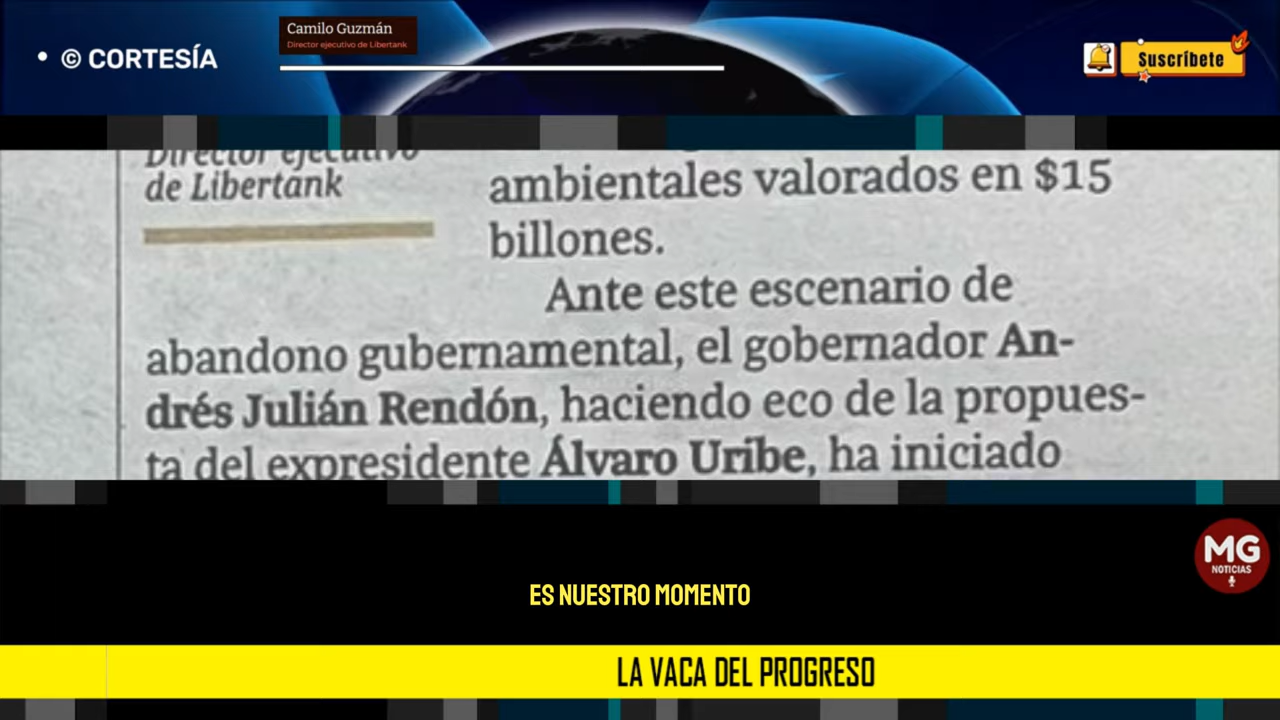 © CORTESÍA
Camilo Guzmán
Director ejecutivo de Libertank
Suscríbete
Director ejecutivo
de Libertank
ambientales valorados en $15
billones.
Ante este escenario de
abandono gubernamental, el gobernador An-
drés Julián Rendón, haciendo eco de la propues-
ta del expresidente Álvaro Uribe, ha iniciado
MG
NOTICIAS
ES NUESTRO MOMENTO
LA VACA DEL PROGRESO